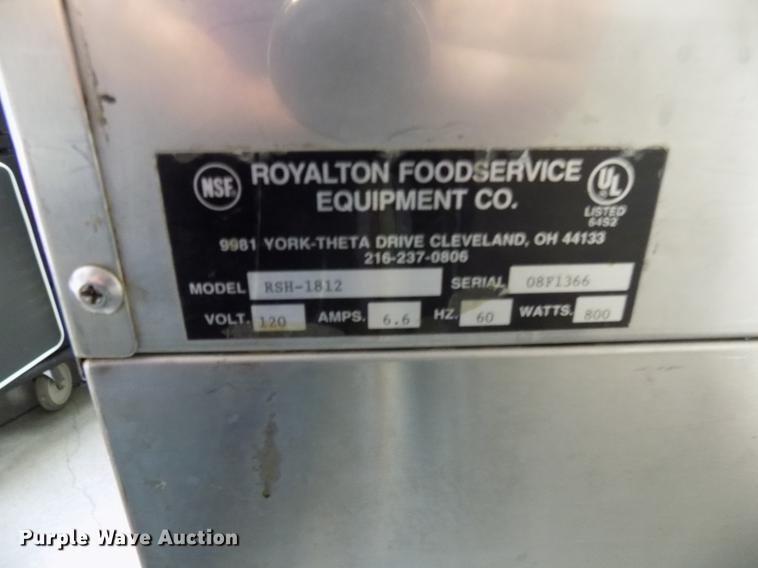 NSF
ROYALTON FOODSERVICE
EQUIPMENT CO.
UL
LISTED
64S2
9981 YORK-THETA DRIVE CLEVELAND, OH 44133
216-237-0806
MODEL RSH-1812 SERIAL 08F1366
VOLT. 120 AMPS. 6.6 HZ. 60 WATTS. 800
Purple Wave Auction